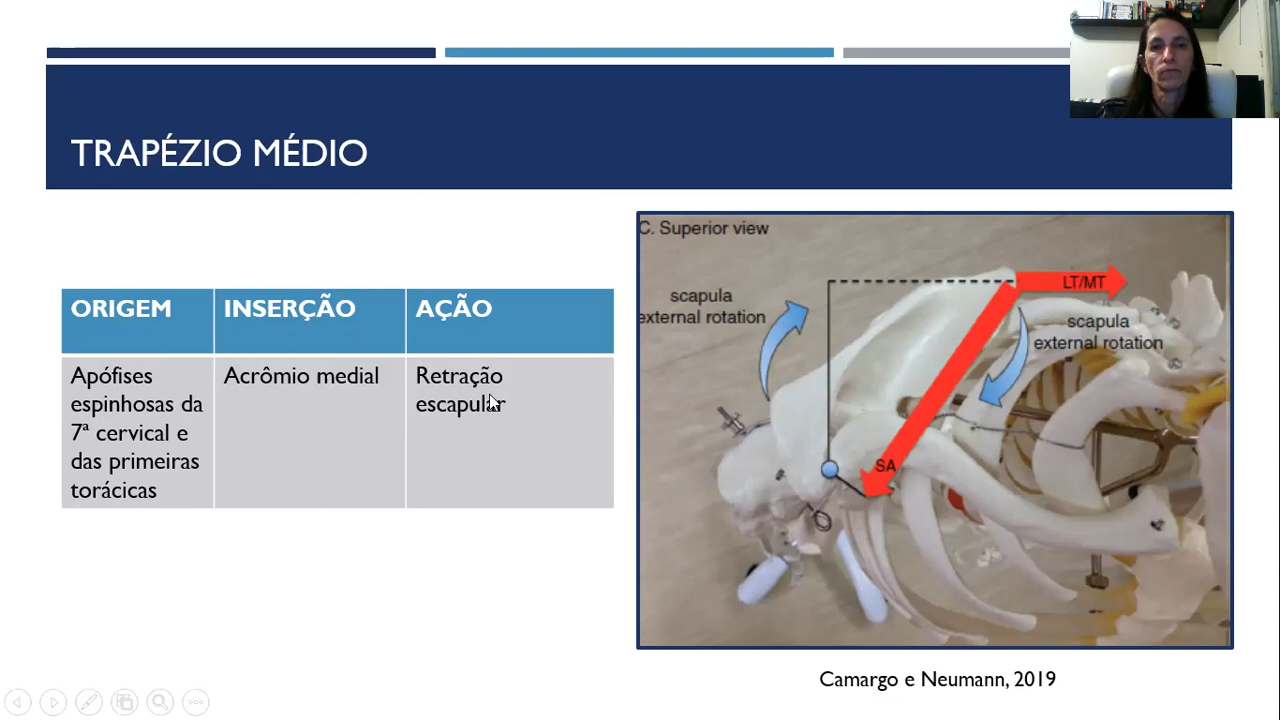 TRAPÉZIO MÉDIO
ORIGEM
INSERÇÃO
AÇÃO
Apófises
espinhosas da
7ª cervical e
das primeiras
torácicas
Acrômio medial
Retração
escapular
C. Superior view
scapula
external rotation
LT/MT
scapula
external rotation
SA
Camargo e Neumann, 2019